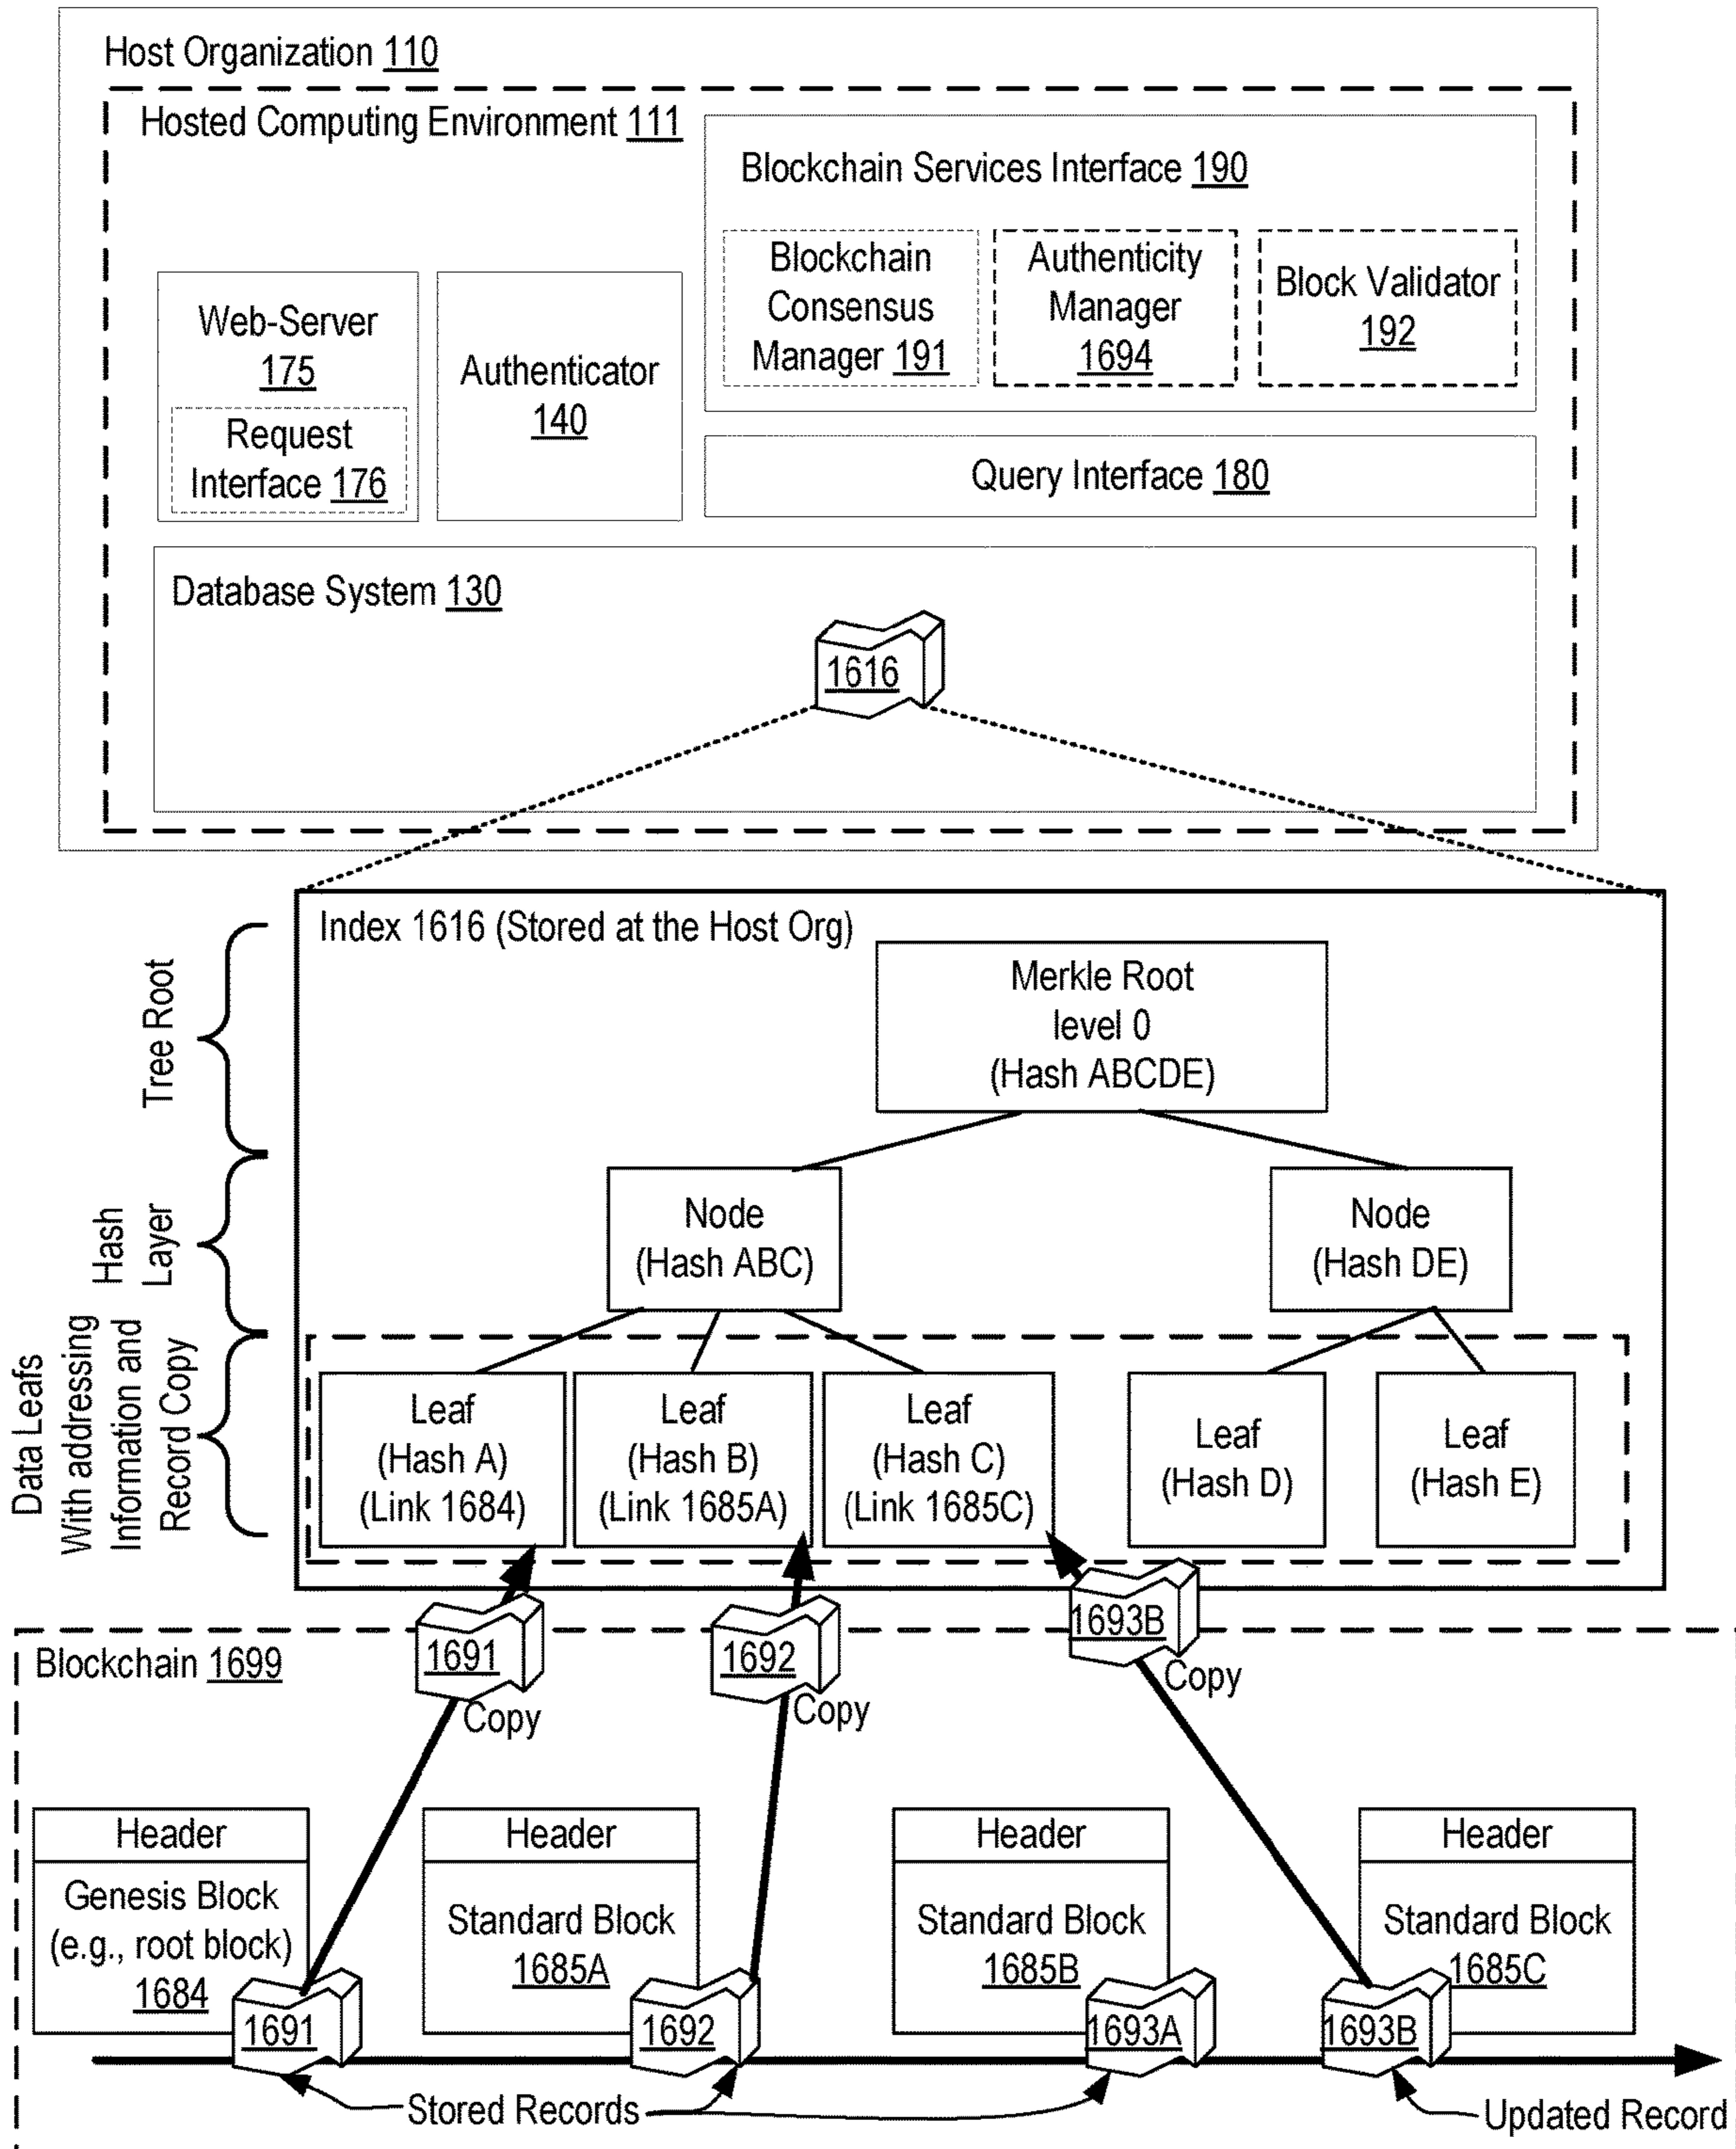 Host Organization 110
Hosted Computing Environment 111
Blockchain Services Interface 190
Blockchain
Consensus
Manager 191
Authenticity
Manager
1694
Block Validator
192
Web-Server
175
Request
Interface 176
Authenticator
140
Query Interface 180
Database System 130
1616
Index 1616 (Stored at the Host Org)
Tree Root
Merkle Root
level 0
(Hash ABCDE)
Hash
Layer
Node
(Hash ABC)
Node
(Hash DE)
Data Leafs
With addressing
Information and
Record Copy
Leaf
(Hash A)
(Link 1684)
Leaf
(Hash B)
(Link 1685A)
Leaf
(Hash C)
(Link 1685C)
Leaf
(Hash D)
Leaf
(Hash E)
Blockchain 1699
1691
Copy
1692
Copy
1693B
Copy
Header
Genesis Block
(e.g., root block)
1684
1691
Header
Standard Block
1685A
1692
Header
Standard Block
1685B
1693A
Header
Standard Block
1685C
1693B
Stored Records
Updated Record